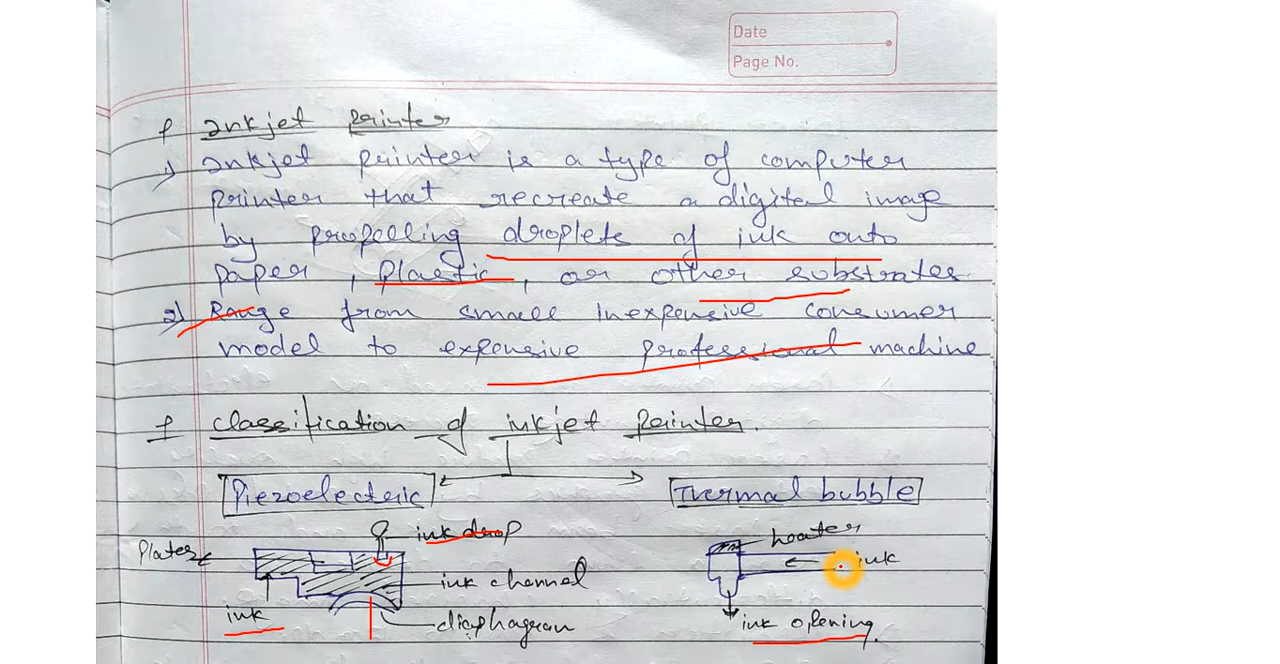 Date
Page No.
Inkjet printer
1) Inkjet printer is a type of computer
printer that recreate a digital image
by propelling droplets of ink onto
paper, plastic, or other substrates
2) Range from small inexpensive consumer
model to expensive professional machine
classification of inkjet printer.
Piezoelectric
Thermal bubble
ink drop
heater
Plates
ink
ink channel
ink
diaphagram
ink opening.